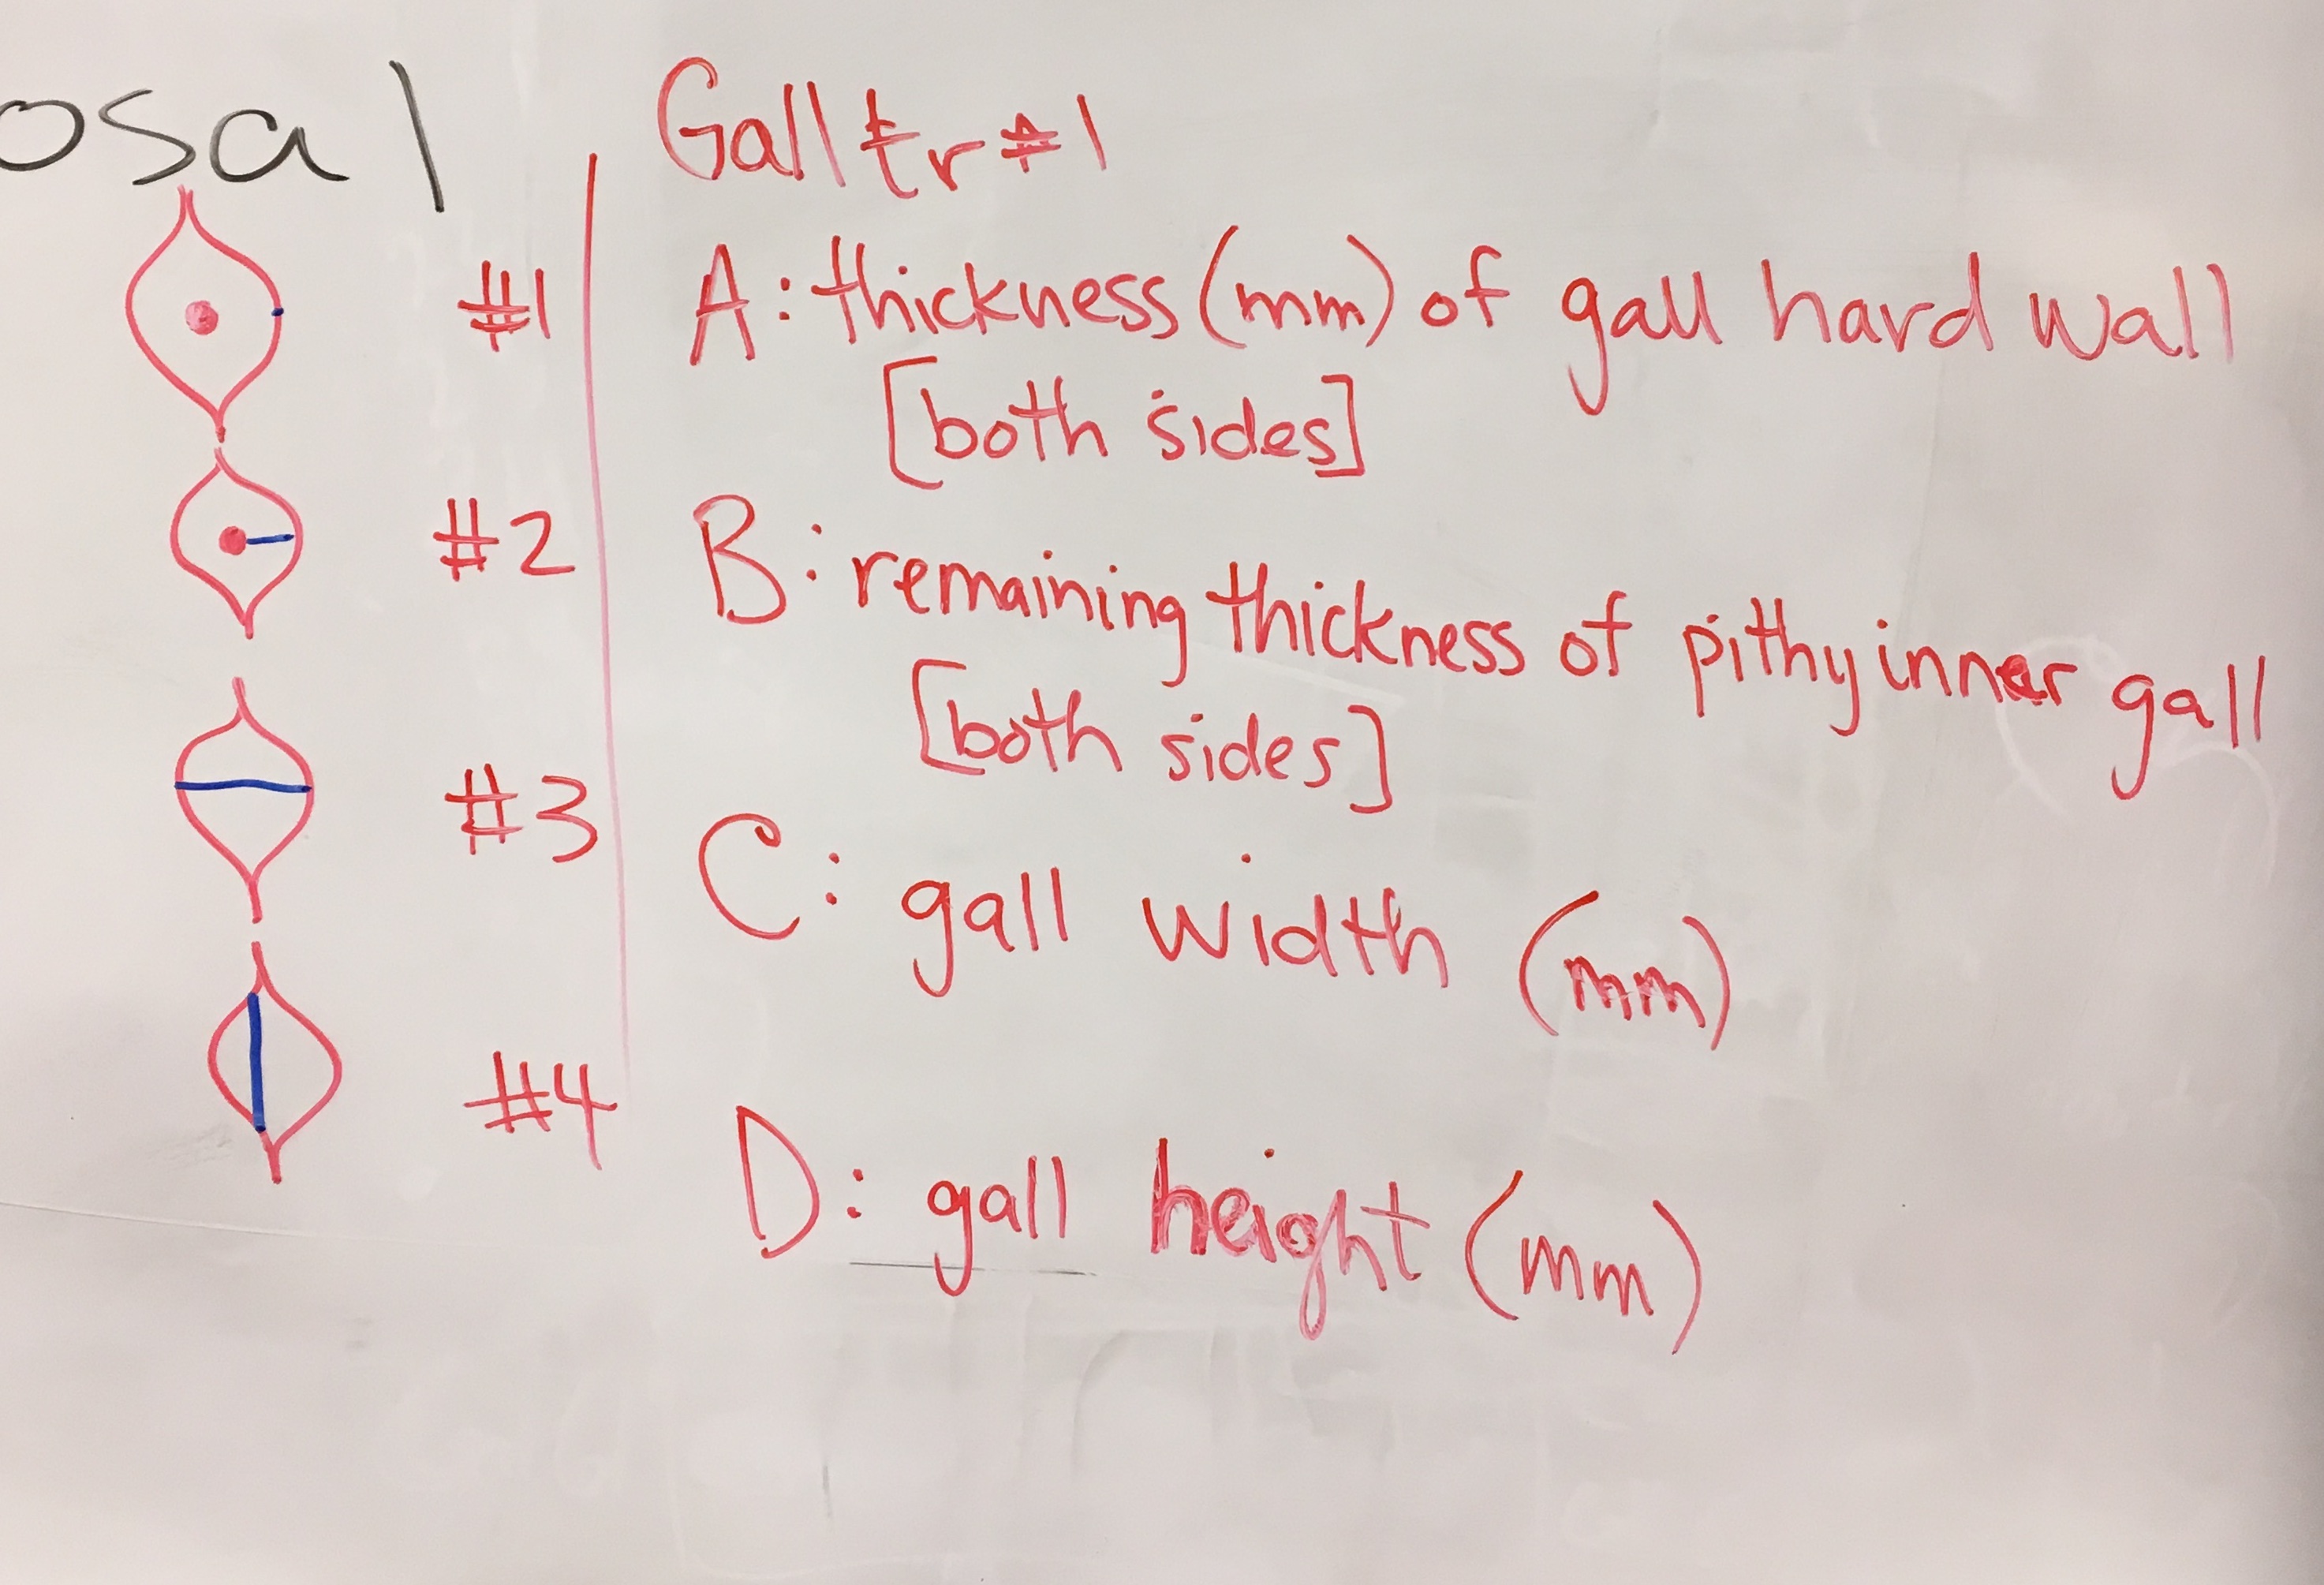 osal
Gall tr #1
#1
A: thickness (mm) of gall hard wall
[both sides]
#2
B: remaining thickness of pithy inner gall
[both sides]
#3
C: gall width (mm)
#4
D: gall height (mm)